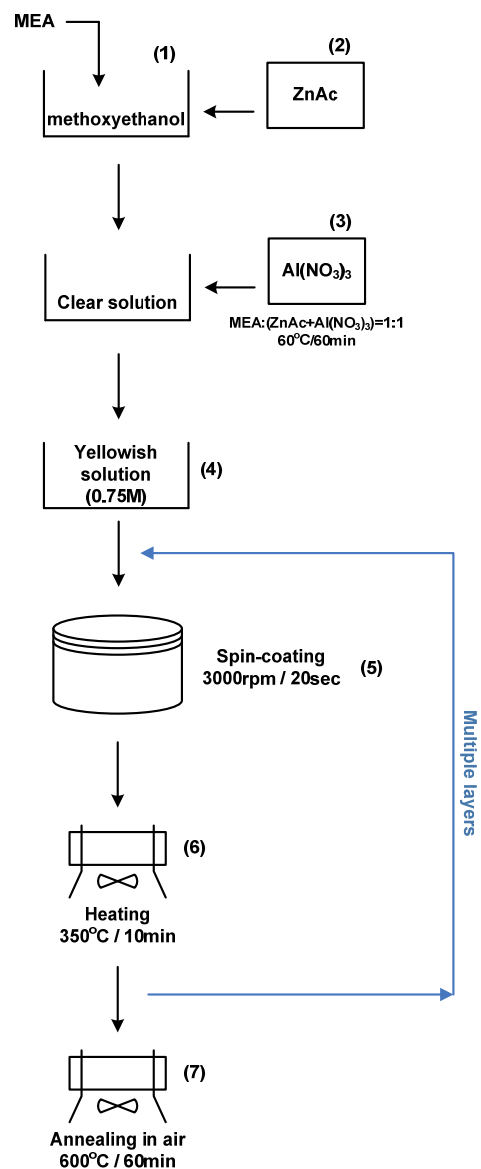 MEA
(1)
(2)
methoxyethanol
ZnAc
(3)
Clear solution
Al(NO₃)₃
MEA:(ZnAc+Al(NO₃)₃)=1:1
60°C/60min
Yellowish
solution
(0.75M)
(4)
Spin-coating
3000rpm / 20sec
(5)
Multiple layers
(6)
Heating
350°C / 10min
(7)
Annealing in air
600°C / 60min